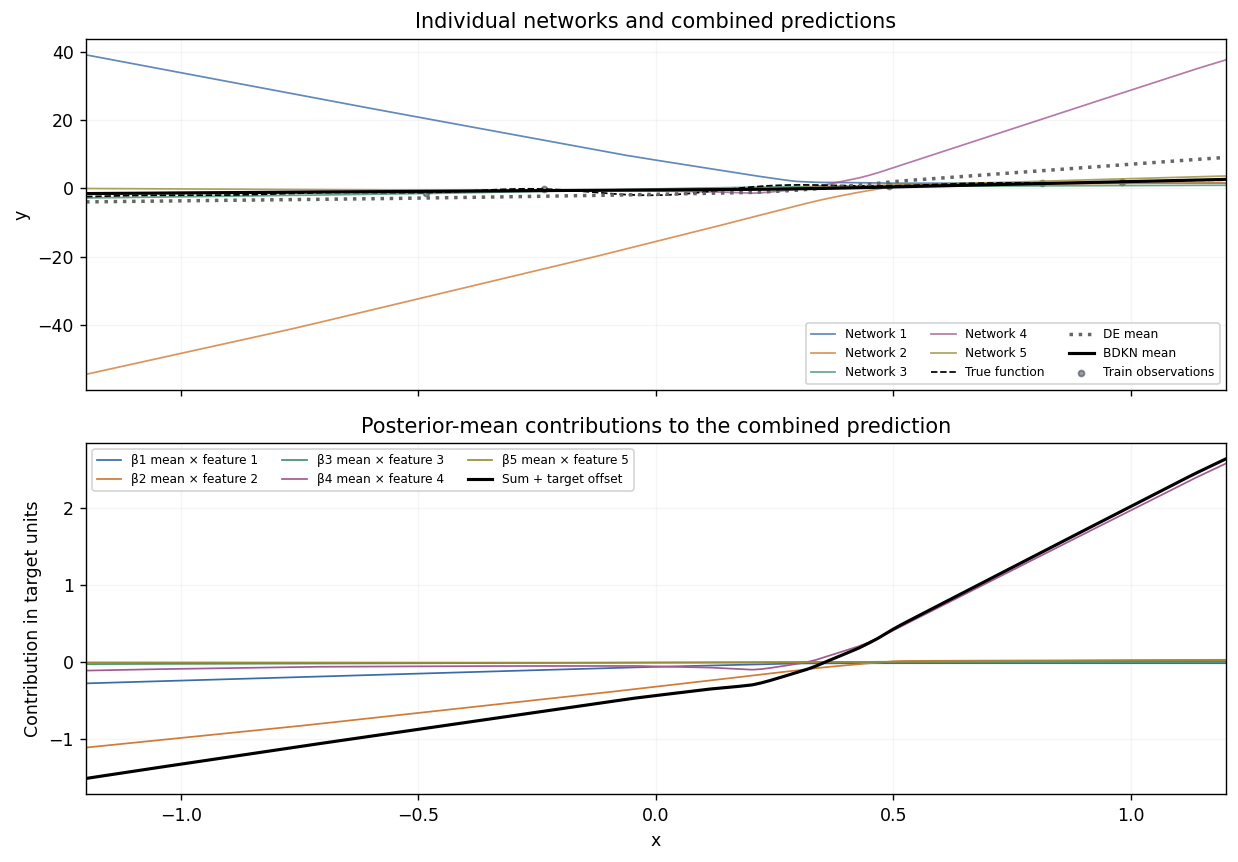 Individual networks and combined predictions
40
20
0
−20
−40
y
Network 1
Network 2
Network 3
Network 4
Network 5
True function
DE mean
BDKN mean
Train observations
Posterior-mean contributions to the combined prediction
β1 mean × feature 1
β2 mean × feature 2
β3 mean × feature 3
β4 mean × feature 4
β5 mean × feature 5
Sum + target offset
2
1
0
−1
Contribution in target units
−1.0
−0.5
0.0
0.5
1.0
x